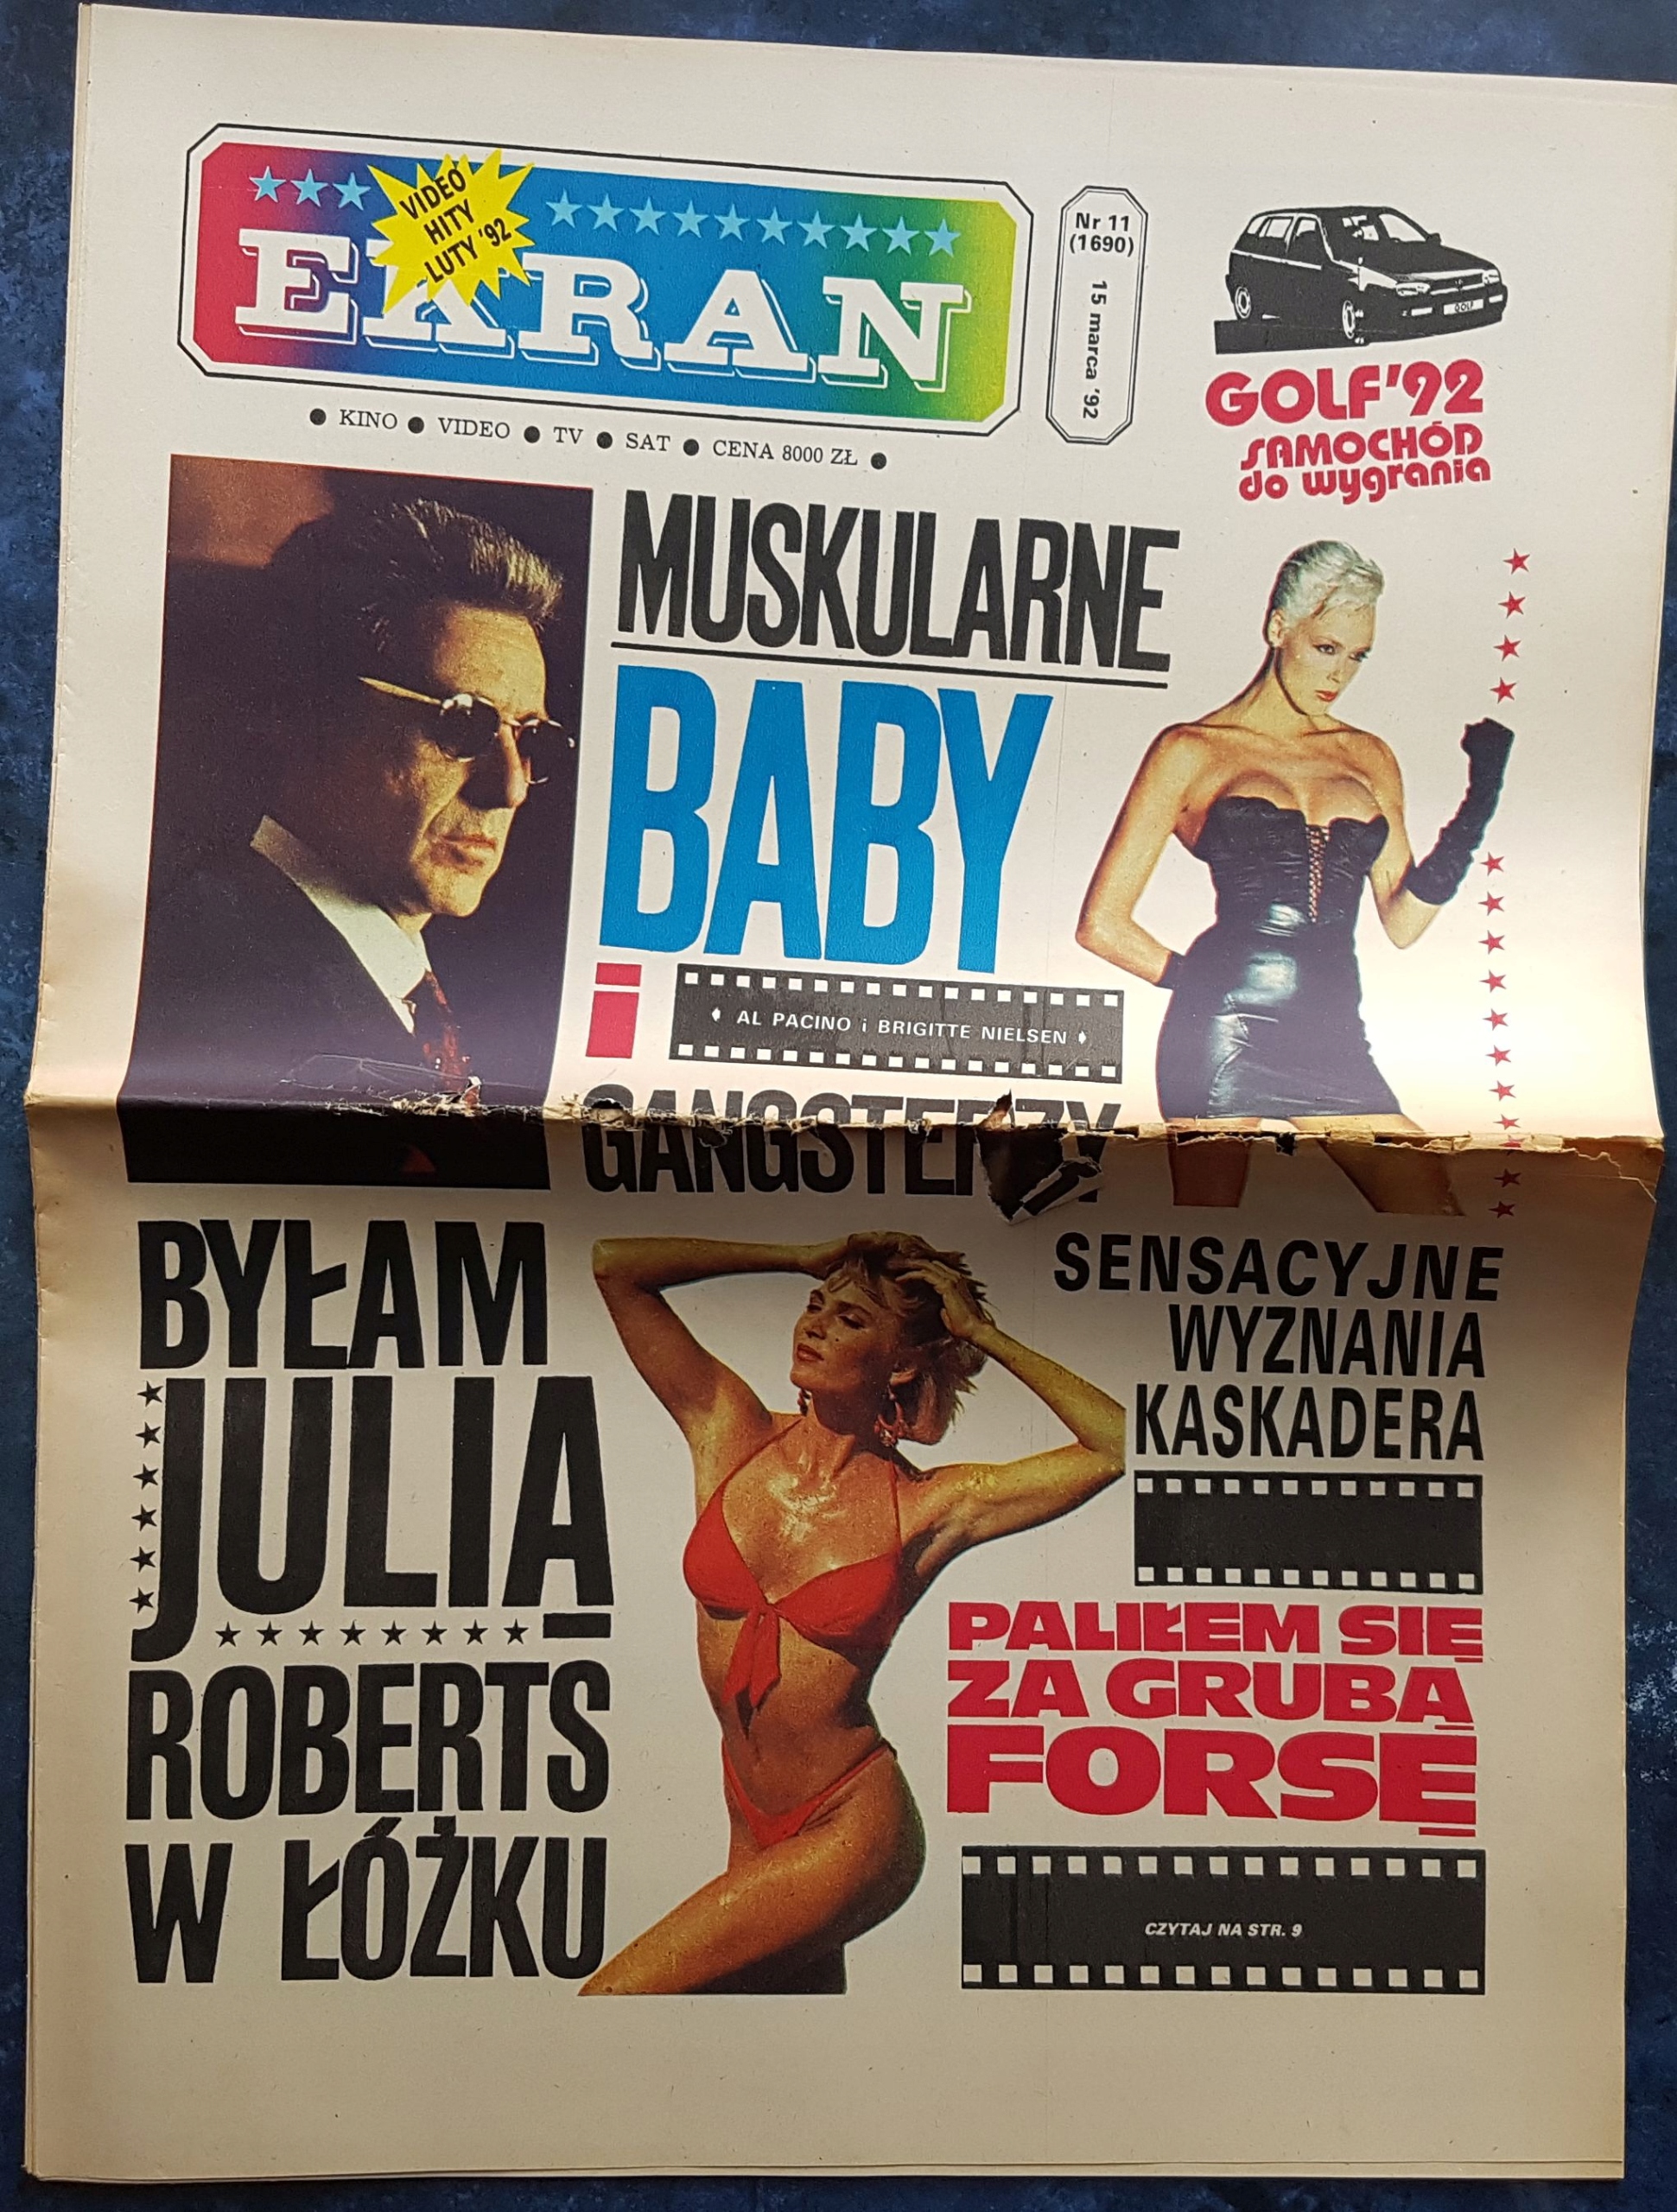 VIDEO
HITY
LUTY '92
EKRAN
Nr 11
(1690)
15 marca '92
GOLF
GOLF'92
SAMOCHÓD
do wygrania
● KINO ● VIDEO ● TV ● SAT ● CENA 8000 ZŁ ●
MUSKULARNE
BABY
i
AL PACINO i BRIGITTE NIELSEN
GANGSTERZY
BYŁAM
JULIĄ
ROBERTS
W ŁÓŻKU
SENSACYJNE
WYZNANIA
KASKADERA
PALIŁEM SIĘ
ZA GRUBĄ
FORSĘ
CZYTAJ NA STR. 9